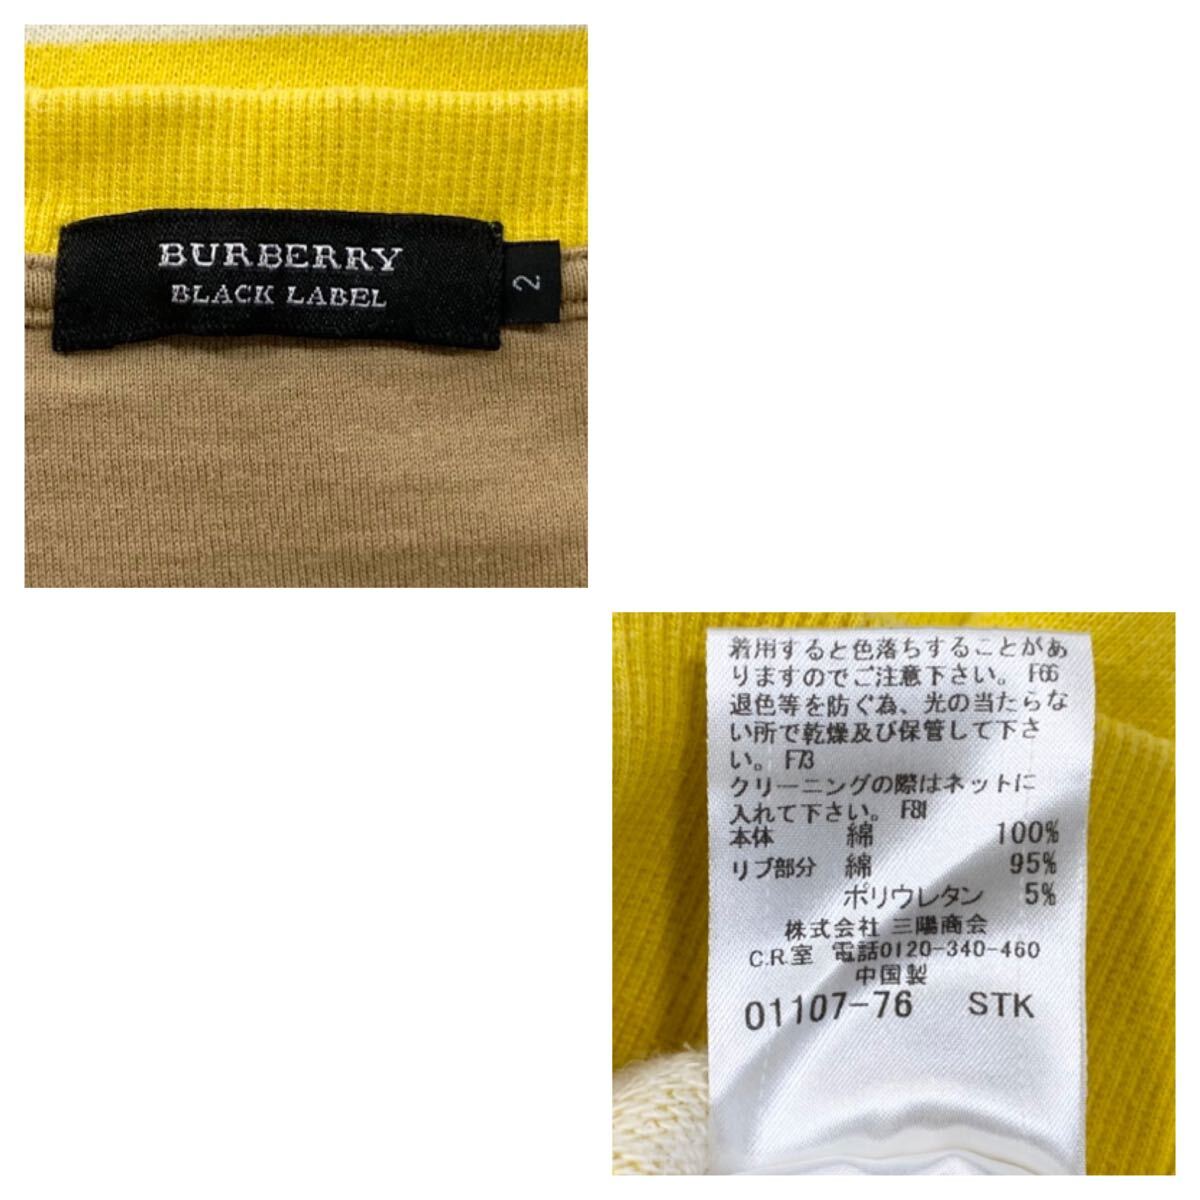 BURBERRY
BLACK LABEL
2
着用すると色落ちすることがあ
りますのでご注意下さい。 F66
退色等を防ぐ為、光の当たらな
い所で乾燥及び保管して下さ
い。 F73
クリーニングの際はネットに
入れて下さい。 F81
本体 綿 100%
リブ部分 綿 95%
ポリウレタン 5%
株式会社 三陽商会
C.R.室 電話0120-340-460
中国製
01107-76 STK